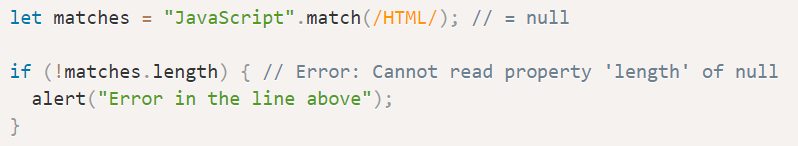 let matches = "JavaScript".match(/HTML/); // = null
if (!matches.length) { // Error: Cannot read property 'length' of null
  alert("Error in the line above");
}